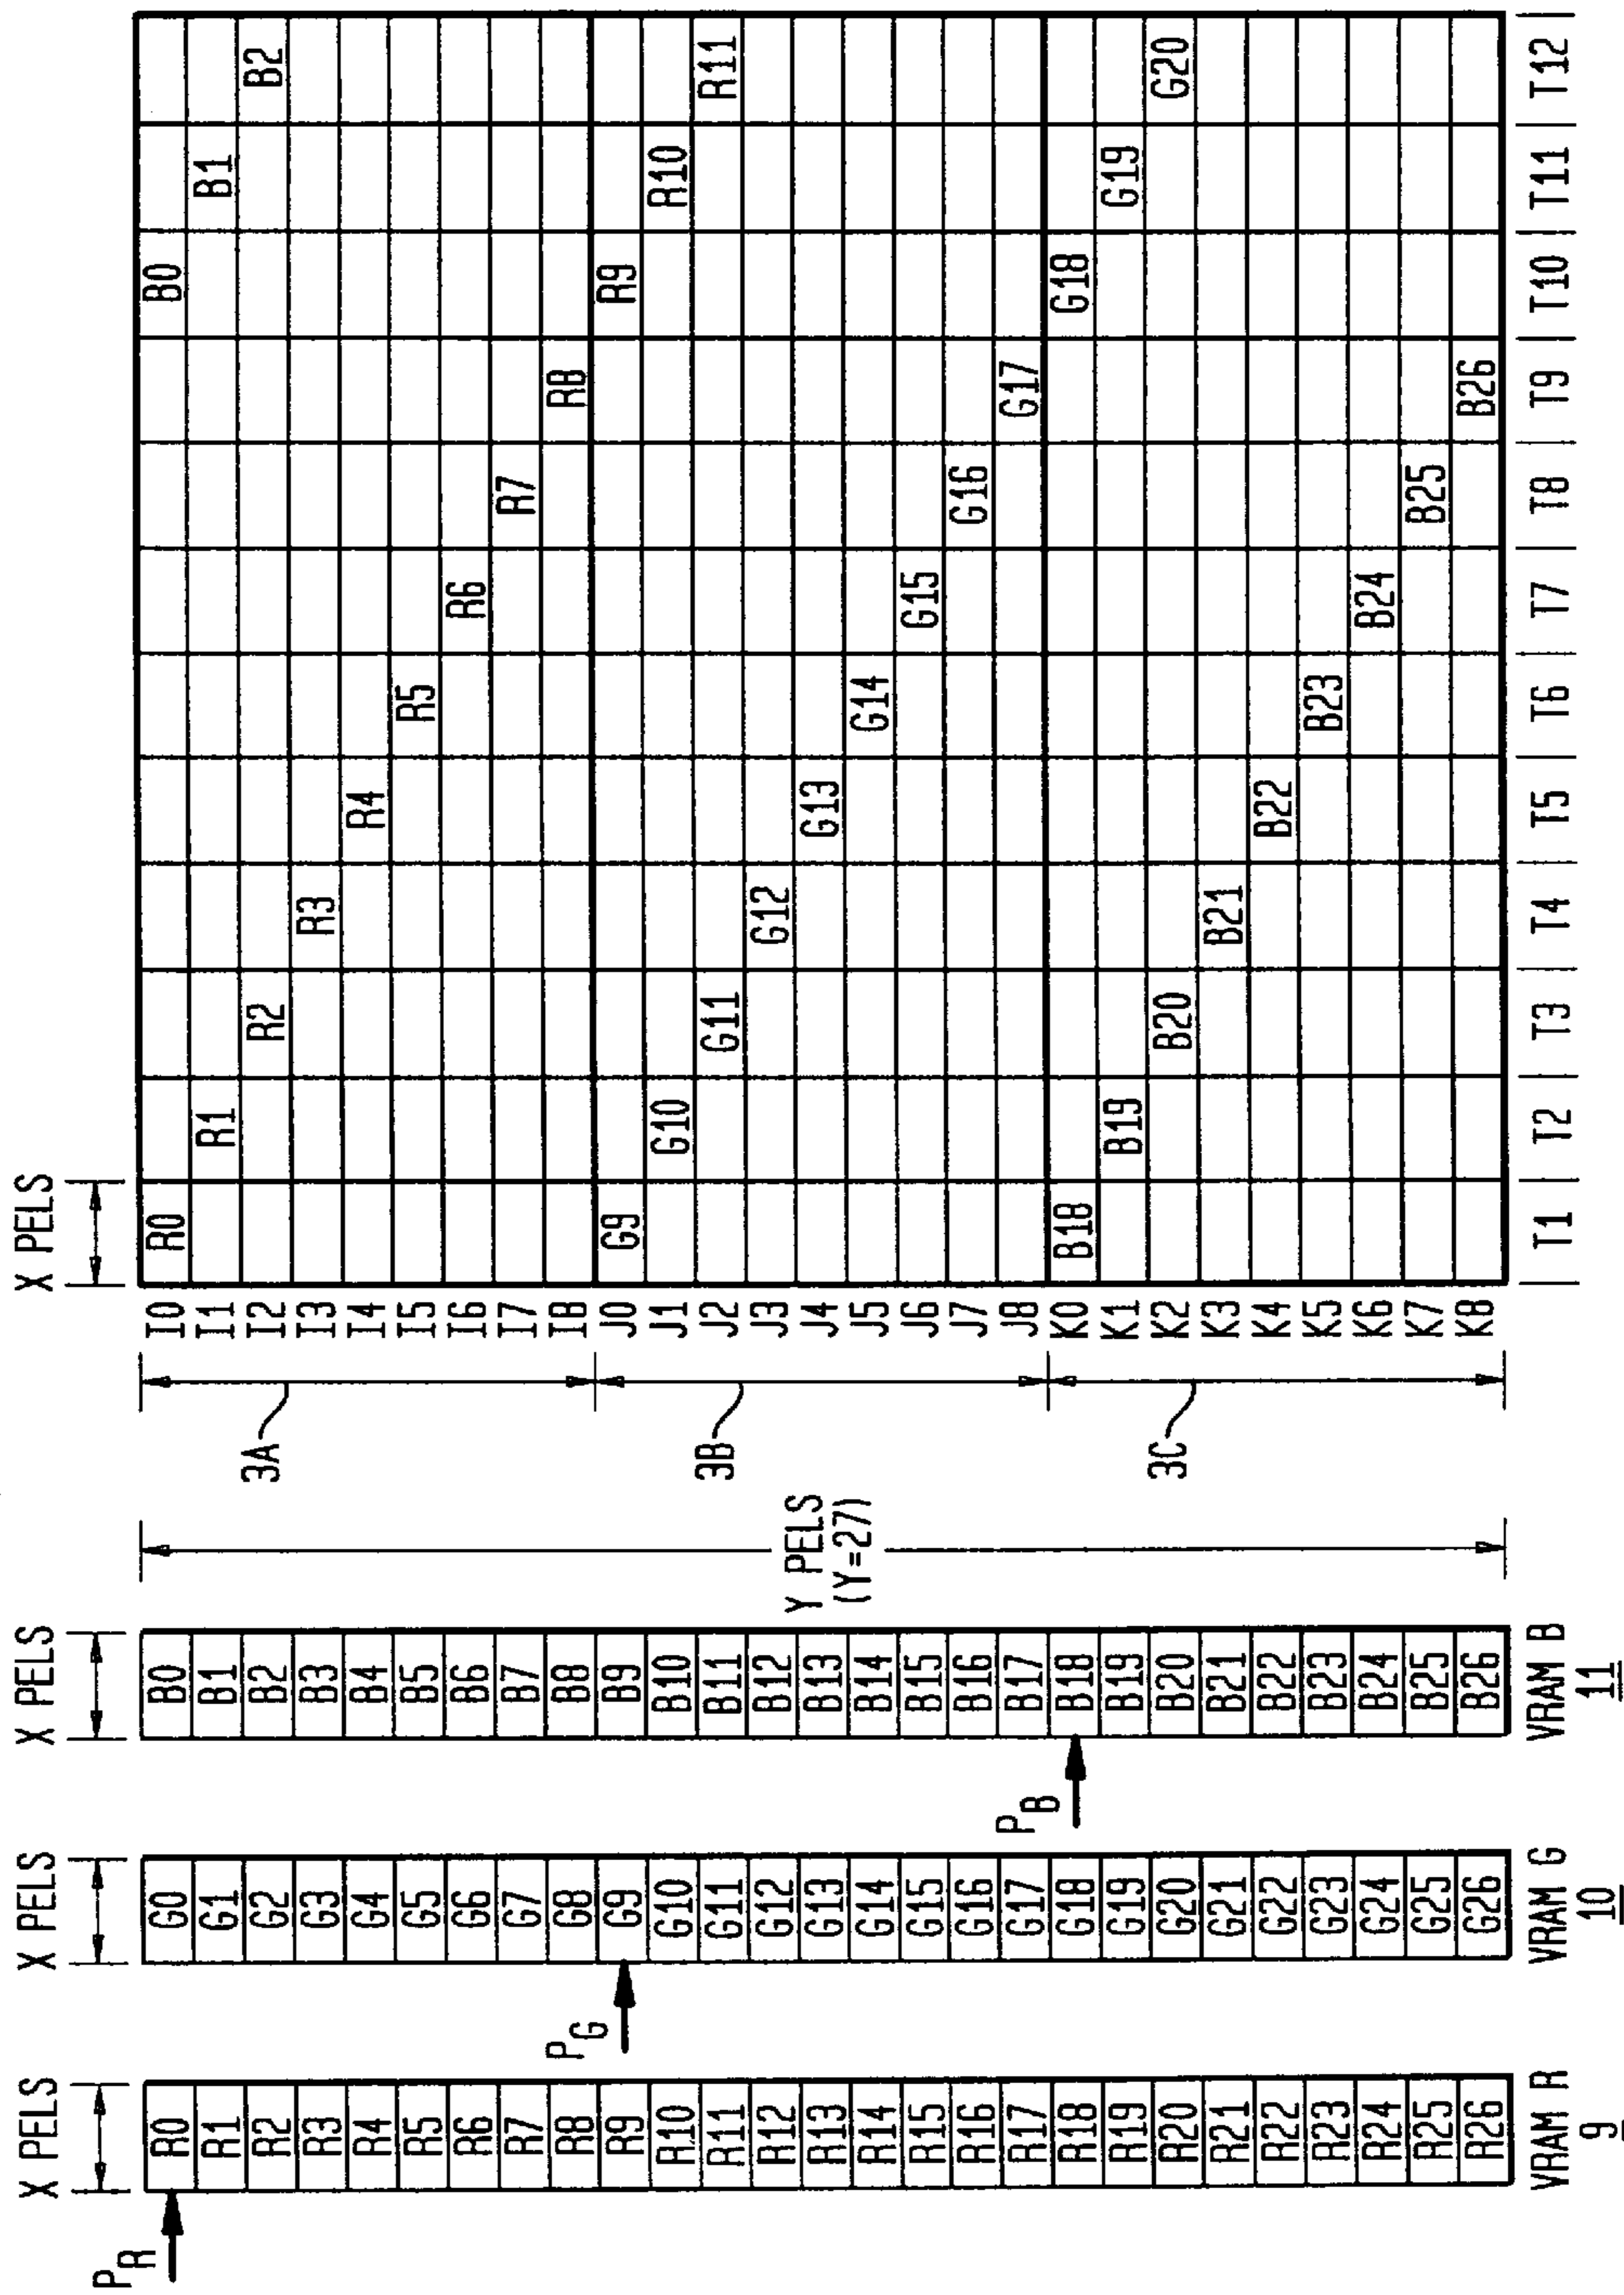 X PELS X PELS X PELS X PELS
P_R R0 G0 B0 I0 R0 B0
R1 G1 B1 I1 R1 B1
R2 G2 B2 3A I2 R2 B2
R3 G3 B3 I3 R3
R4 G4 B4 I4 R4
R5 G5 B5 I5 R5
R6 G6 B6 I6 R6
R7 G7 B7 I7 R7
R8 G8 B8 I8 R8
R9 P_G G9 B9 J0 G9 R9
R10 G10 B10 J1 G10 R10
R11 G11 B11 3B J2 G11 R11
R12 G12 B12 J3 G12
R13 G13 B13 Y PELS J4 G13
R14 G14 B14 (Y=27) J5 G14
R15 G15 B15 J6 G15
R16 G16 B16 J7 G16
R17 G17 B17 J8 G17
R18 G18 P_B B18 K0 B18 G18
R19 G19 B19 K1 B19 G19
R20 G20 B20 3C K2 B20 G20
R21 G21 B21 K3 B21
R22 G22 B22 K4 B22
R23 G23 B23 K5 B23
R24 G24 B24 K6 B24
R25 G25 B25 K7 B25
R26 G26 B26 K8 B26
VRAM R VRAM G VRAM B T1 T2 T3 T4 T5 T6 T7 T8 T9 T10 T11 T12
9 10 11